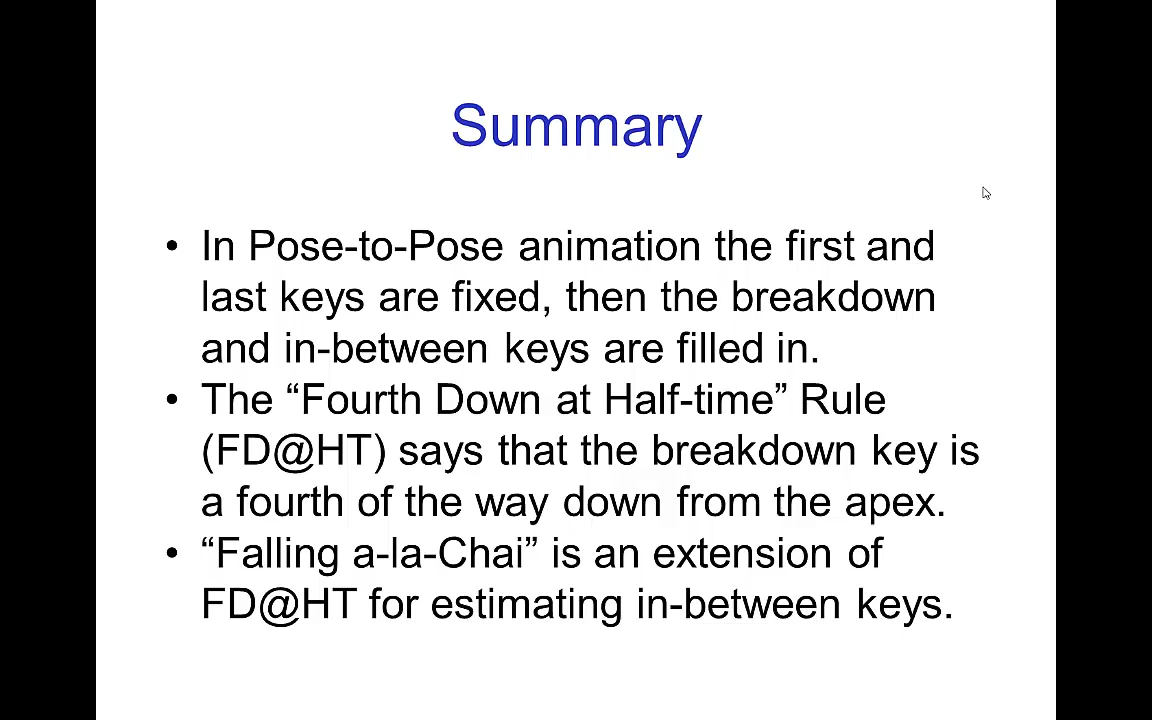 Summary
• In Pose-to-Pose animation the first and
last keys are fixed, then the breakdown
and in-between keys are filled in.
• The “Fourth Down at Half-time” Rule
(FD@HT) says that the breakdown key is
a fourth of the way down from the apex.
• “Falling a-la-Chai” is an extension of
FD@HT for estimating in-between keys.